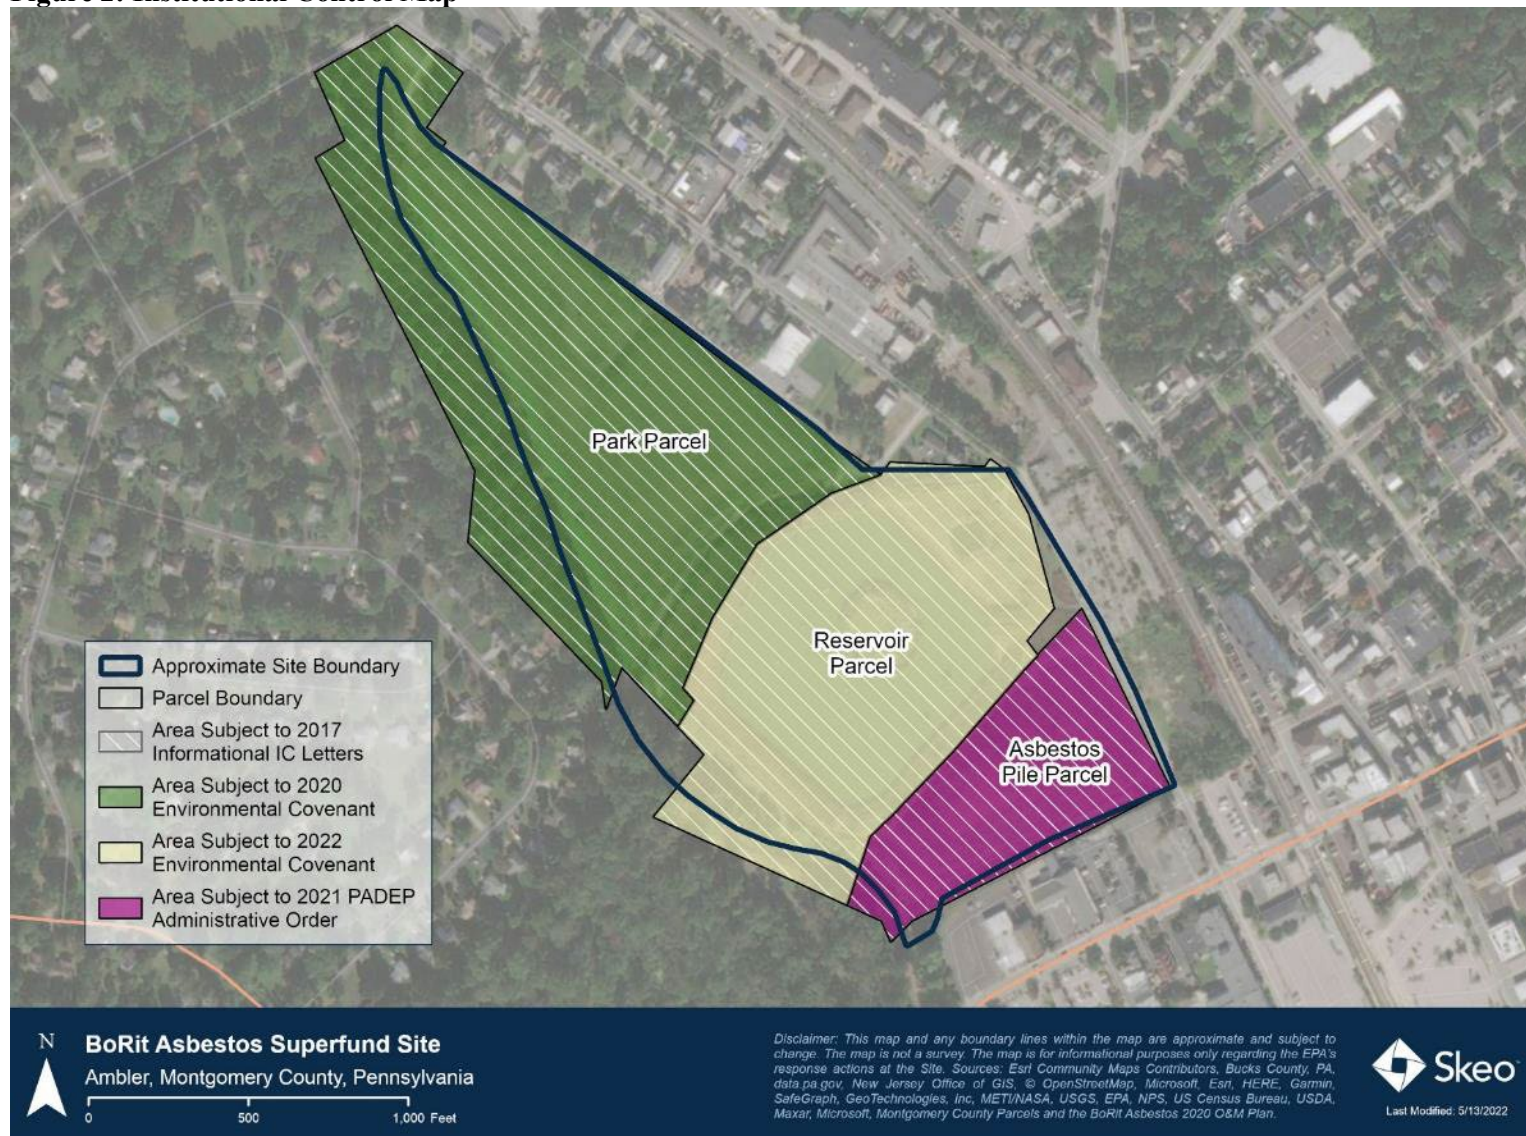 Figure 2: Institutional Control Map
Park Parcel
Reservoir
Parcel
Asbestos
Pile Parcel
Approximate Site Boundary
Parcel Boundary
Area Subject to 2017
Informational IC Letters
Area Subject to 2020
Environmental Covenant
Area Subject to 2022
Environmental Covenant
Area Subject to 2021 PADEP
Administrative Order
N
BoRit Asbestos Superfund Site
Ambler, Montgomery County, Pennsylvania
0 500 1,000 Feet
Disclaimer: This map and any boundary lines within the map are approximate and subject to
change. The map is not a survey. The map is for informational purposes only regarding the EPA's
response actions at the Site. Sources: Esri Community Maps Contributors, Bucks County, PA,
data.pa.gov, New Jersey Office of GIS, © OpenStreetMap, Microsoft, Esri, HERE, Garmin,
SafeGraph, GeoTechnologies, Inc, METI/NASA, USGS, EPA, NPS, US Census Bureau, USDA,
Maxar, Microsoft, Montgomery County Parcels and the BoRit Asbestos 2020 O&M Plan.
Skeo
Last Modified: 5/13/2022